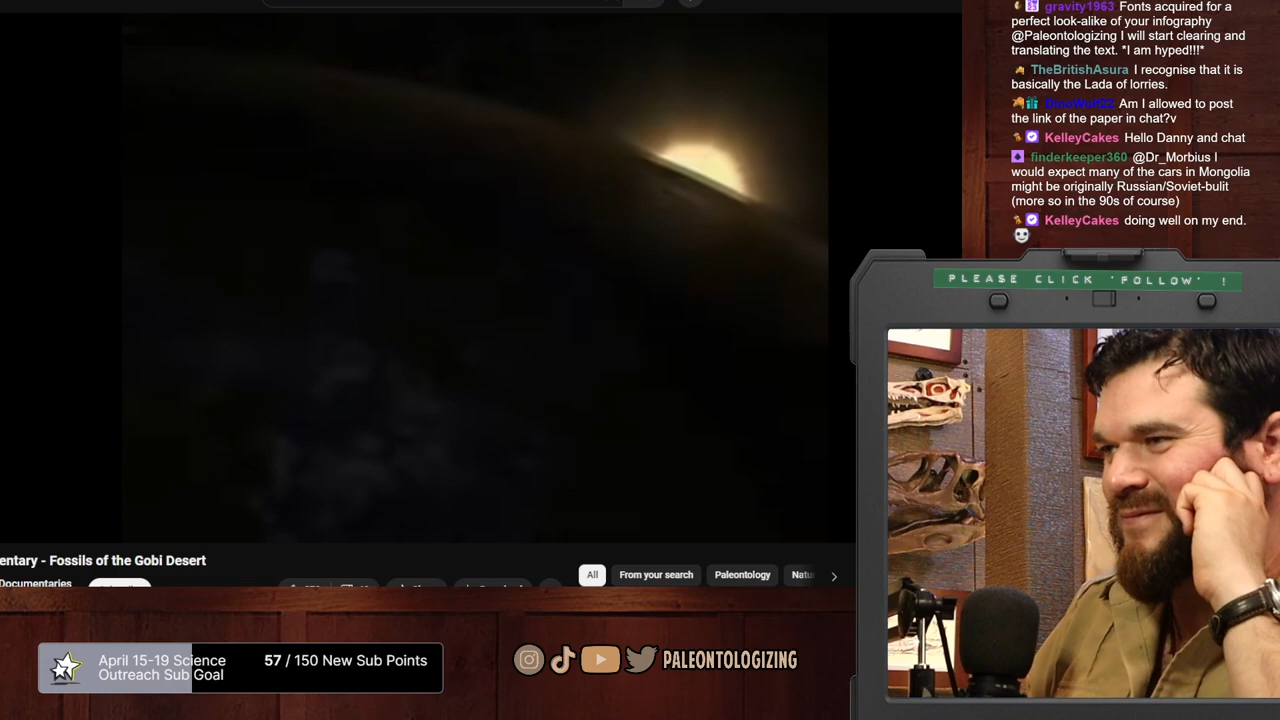 gravity1963 Fonts acquired for a
perfect look-alike of your infography
@Paleontologizing I will start clearing and
translating the text. *I am hyped!!!*
TheBritishAsura I recognise that it is
basically the Lada of lorries.
DinoWolf22 Am I allowed to post
the link of the paper in chat?v
KelleyCakes Hello Danny and chat
finderkeeper360 @Dr_Morbius I
would expect many of the cars in Mongolia
might be originally Russian/Soviet-bulit
(more so in the 90s of course)
KelleyCakes doing well on my end.
PLEASE CLICK 'FOLLOW' !
entary - Fossils of the Gobi Desert
Documentaries
All
From your search
Paleontology
Natu
April 15-19 Science
Outreach Sub Goal
57 / 150 New Sub Points
PALEONTOLOGIZING